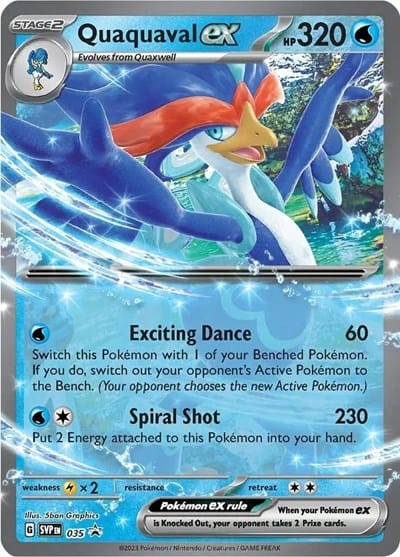 STAGE2 Quaquaval ex HP 320
Evolves from Quaxwell
Exciting Dance 60
Switch this Pokémon with 1 of your Benched Pokémon.
If you do, switch out your opponent's Active Pokémon to
the Bench. (Your opponent chooses the new Active Pokémon.)
Spiral Shot 230
Put 2 Energy attached to this Pokémon into your hand.
weakness ×2 resistance retreat
Illus. 5ban Graphics
G SVP EN 035
Pokémon ex rule
When your Pokémon ex
is Knocked Out, your opponent takes 2 Prize cards.
©2023 Pokémon / Nintendo / Creatures / GAME FREAK